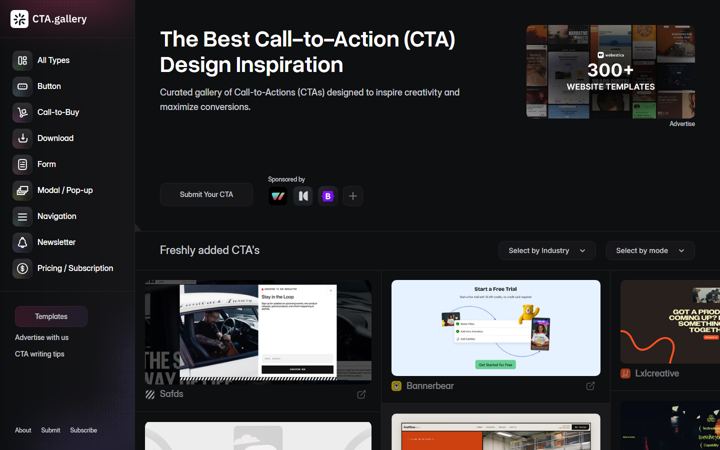 CTA.gallery
All Types
Button
Call-to-Buy
Download
Form
Modal / Pop-up
Navigation
Newsletter
Pricing / Subscription
Templates
Advertise with us
CTA writing tips
About Submit Subscribe
The Best Call-to-Action (CTA)
Design Inspiration
Curated gallery of Call-to-Actions (CTAs) designed to inspire creativity and
maximize conversions.
Submit Your CTA
Sponsored by
webestica
300+
WEBSITE TEMPLATES
Advertise
Freshly added CTA's
Select by Industry
Select by mode
Stay in the Loop
Safds
Start a Free Trial
Get Started for Free
Bannerbear
GOT A PROD
COMING UP?
SOMETHING
TOGETH
Lxlcreative